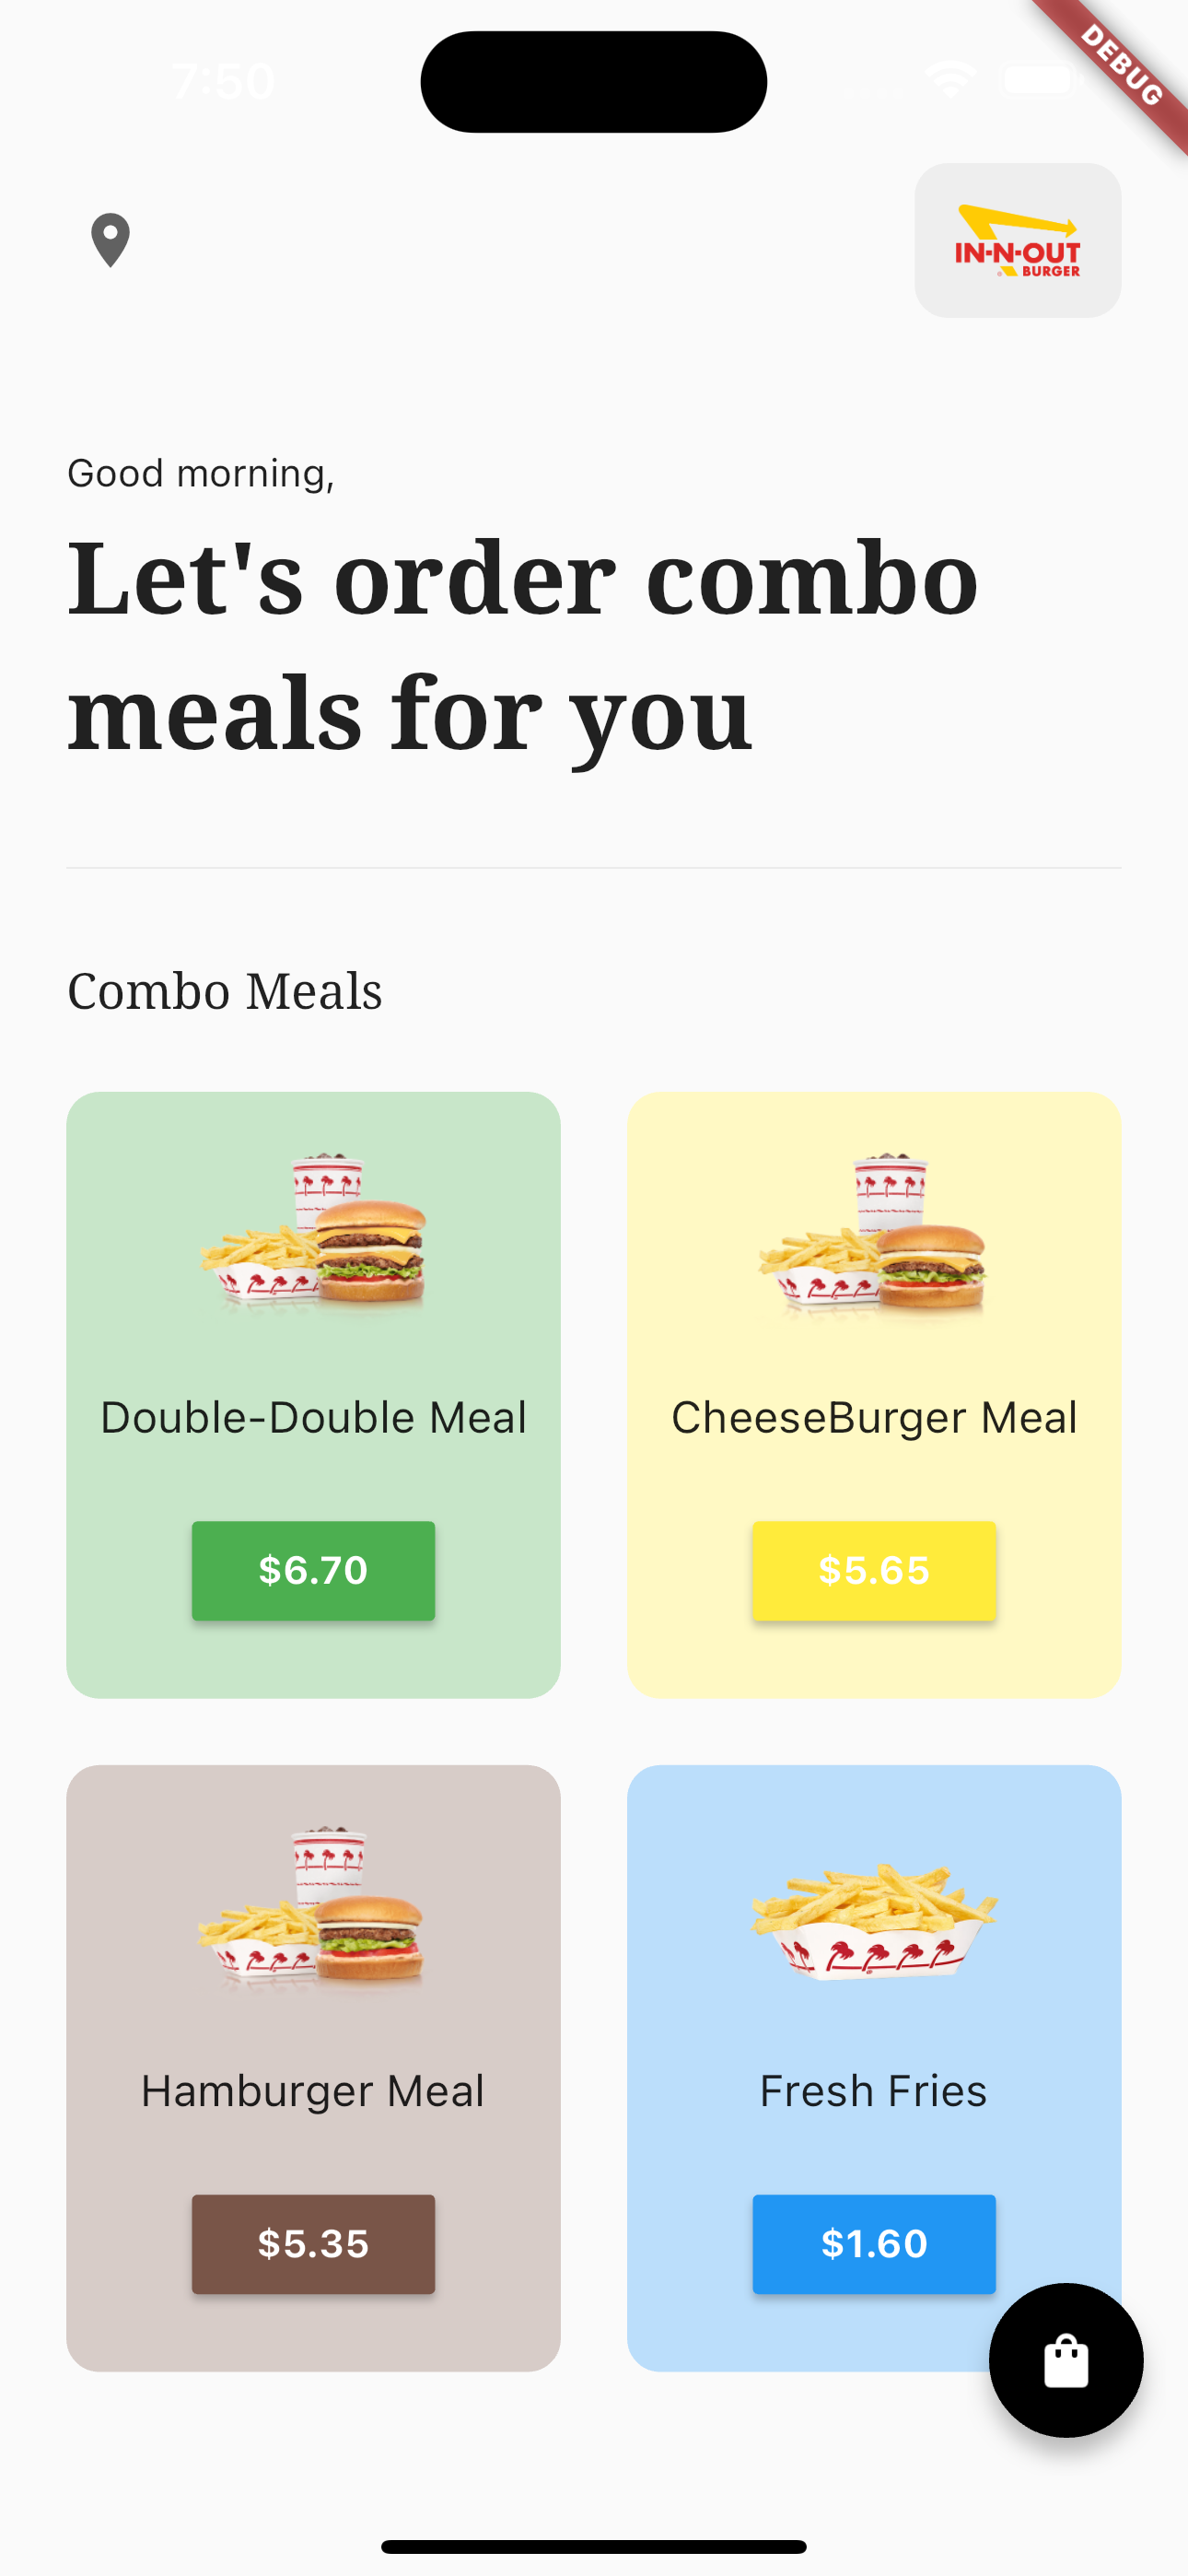 7:50
DEBUG
IN-N-OUT
BURGER
Good morning,
Let's order combo
meals for you
Combo Meals
Double-Double Meal
CheeseBurger Meal
$6.70
$5.65
Hamburger Meal
Fresh Fries
$5.35
$1.60